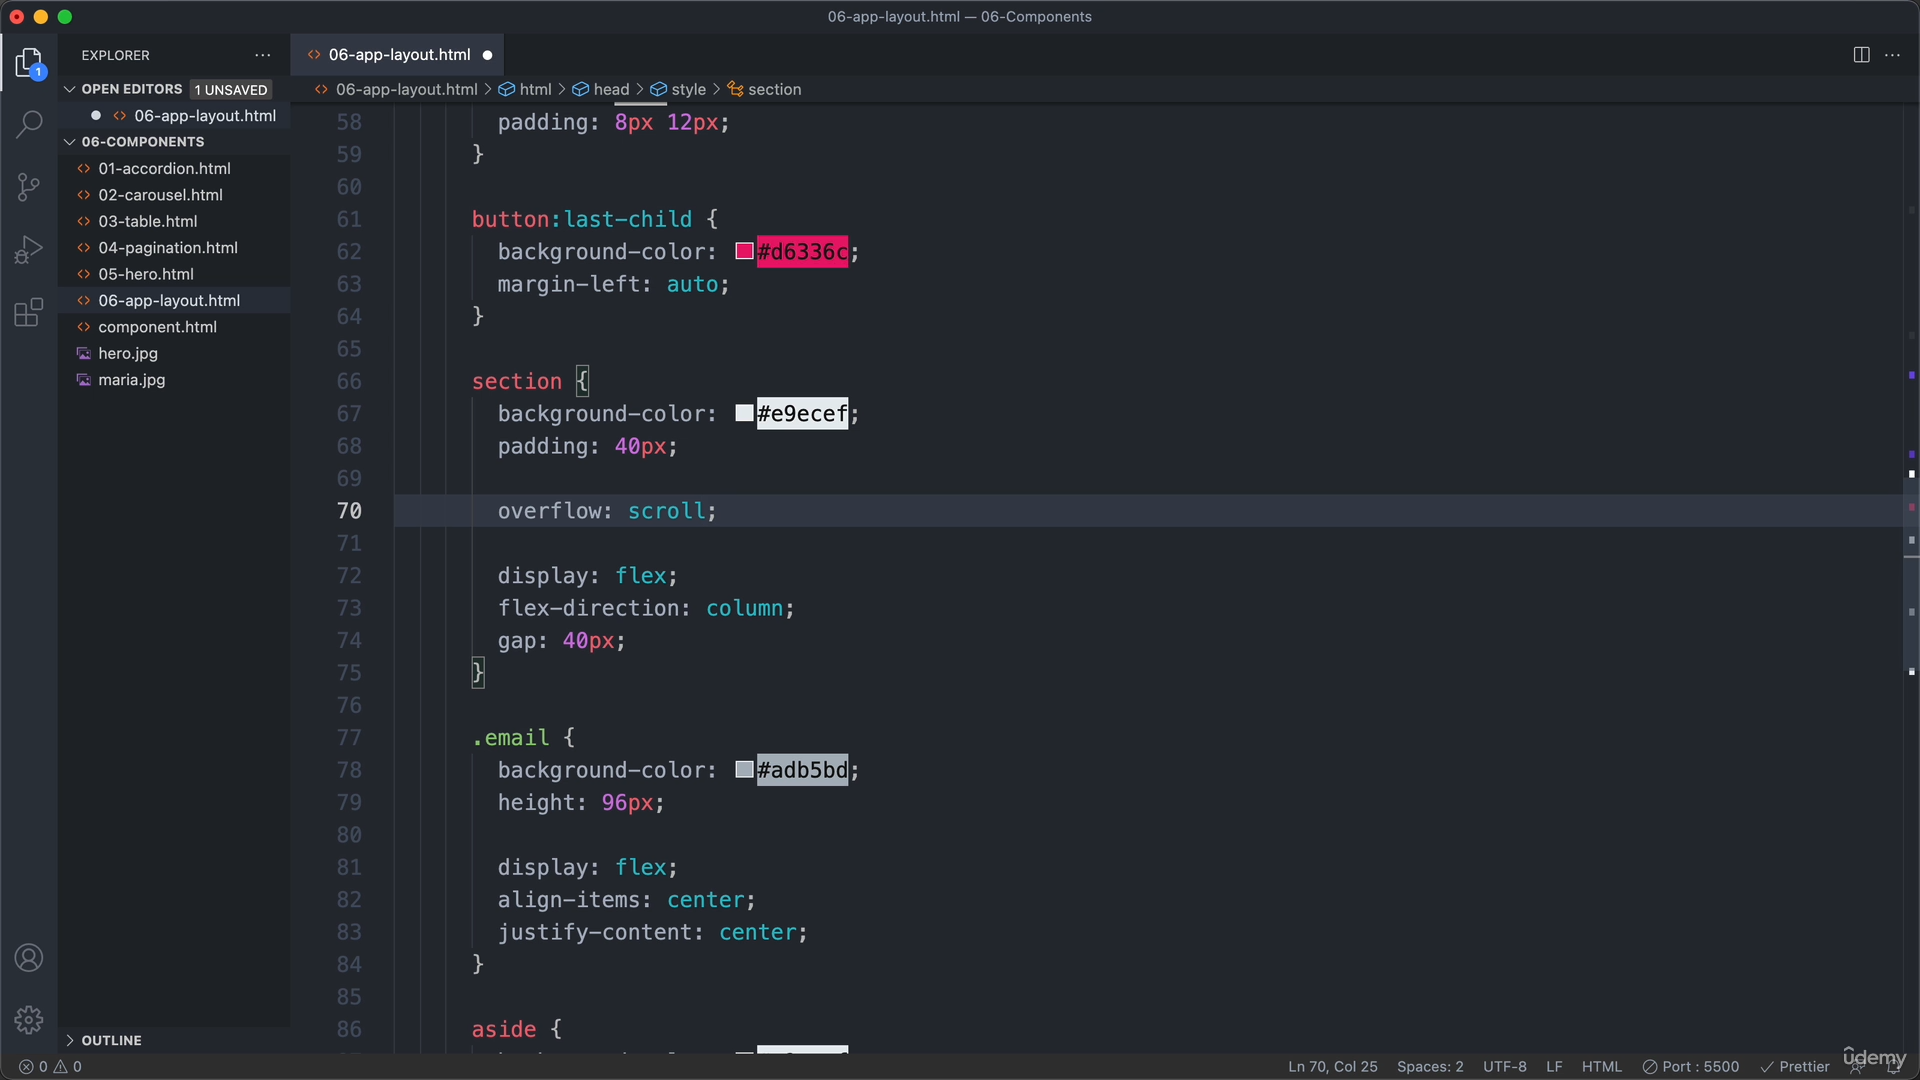 06-app-layout.html — 06-Components
EXPLORER
06-app-layout.html
OPEN EDITORS 1 UNSAVED
06-app-layout.html
06-COMPONENTS
01-accordion.html
02-carousel.html
03-table.html
04-pagination.html
05-hero.html
06-app-layout.html
component.html
hero.jpg
maria.jpg
OUTLINE
1
06-app-layout.html > html > head > style > section
58 padding: 8px 12px;
59 }
60
61 button:last-child {
62 background-color: #d6336c;
63 margin-left: auto;
64 }
65
66 section {
67 background-color: #e9ecef;
68 padding: 40px;
69
70 overflow: scroll;
71
72 display: flex;
73 flex-direction: column;
74 gap: 40px;
75 }
76
77 .email {
78 background-color: #adb5bd;
79 height: 96px;
80
81 display: flex;
82 align-items: center;
83 justify-content: center;
84 }
85
86 aside {
0 0
Ln 70, Col 25 Spaces: 2 UTF-8 LF HTML Port : 5500 Prettier
ûdemy